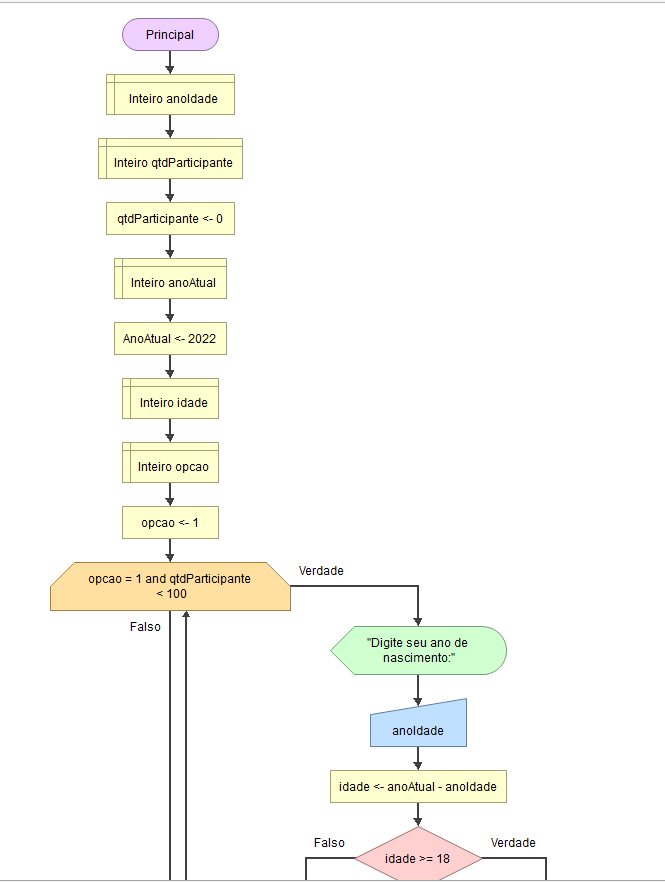 Principal
Inteiro anoIdade
Inteiro qtdParticipante
qtdParticipante <- 0
Inteiro anoAtual
AnoAtual <- 2022
Inteiro idade
Inteiro opcao
opcao <- 1
opcao = 1 and qtdParticipante
< 100
Verdade
Falso
"Digite seu ano de
nascimento:"
anoIdade
idade <- anoAtual - anoIdade
Falso
Verdade
idade >= 18